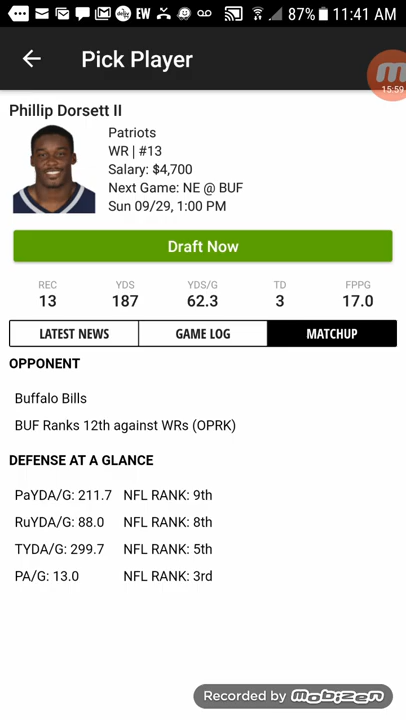 EW 87% 11:41 AM
Pick Player
15:59
Phillip Dorsett II
Patriots
WR | #13
Salary: $4,700
Next Game: NE @ BUF
Sun 09/29, 1:00 PM
Draft Now
REC YDS YDS/G TD FPPG
13 187 62.3 3 17.0
LATEST NEWS GAME LOG MATCHUP
OPPONENT
Buffalo Bills
BUF Ranks 12th against WRs (OPRK)
DEFENSE AT A GLANCE
PaYDA/G: 211.7 NFL RANK: 9th
RuYDA/G: 88.0 NFL RANK: 8th
TYDA/G: 299.7 NFL RANK: 5th
PA/G: 13.0 NFL RANK: 3rd
Recorded by mobizen